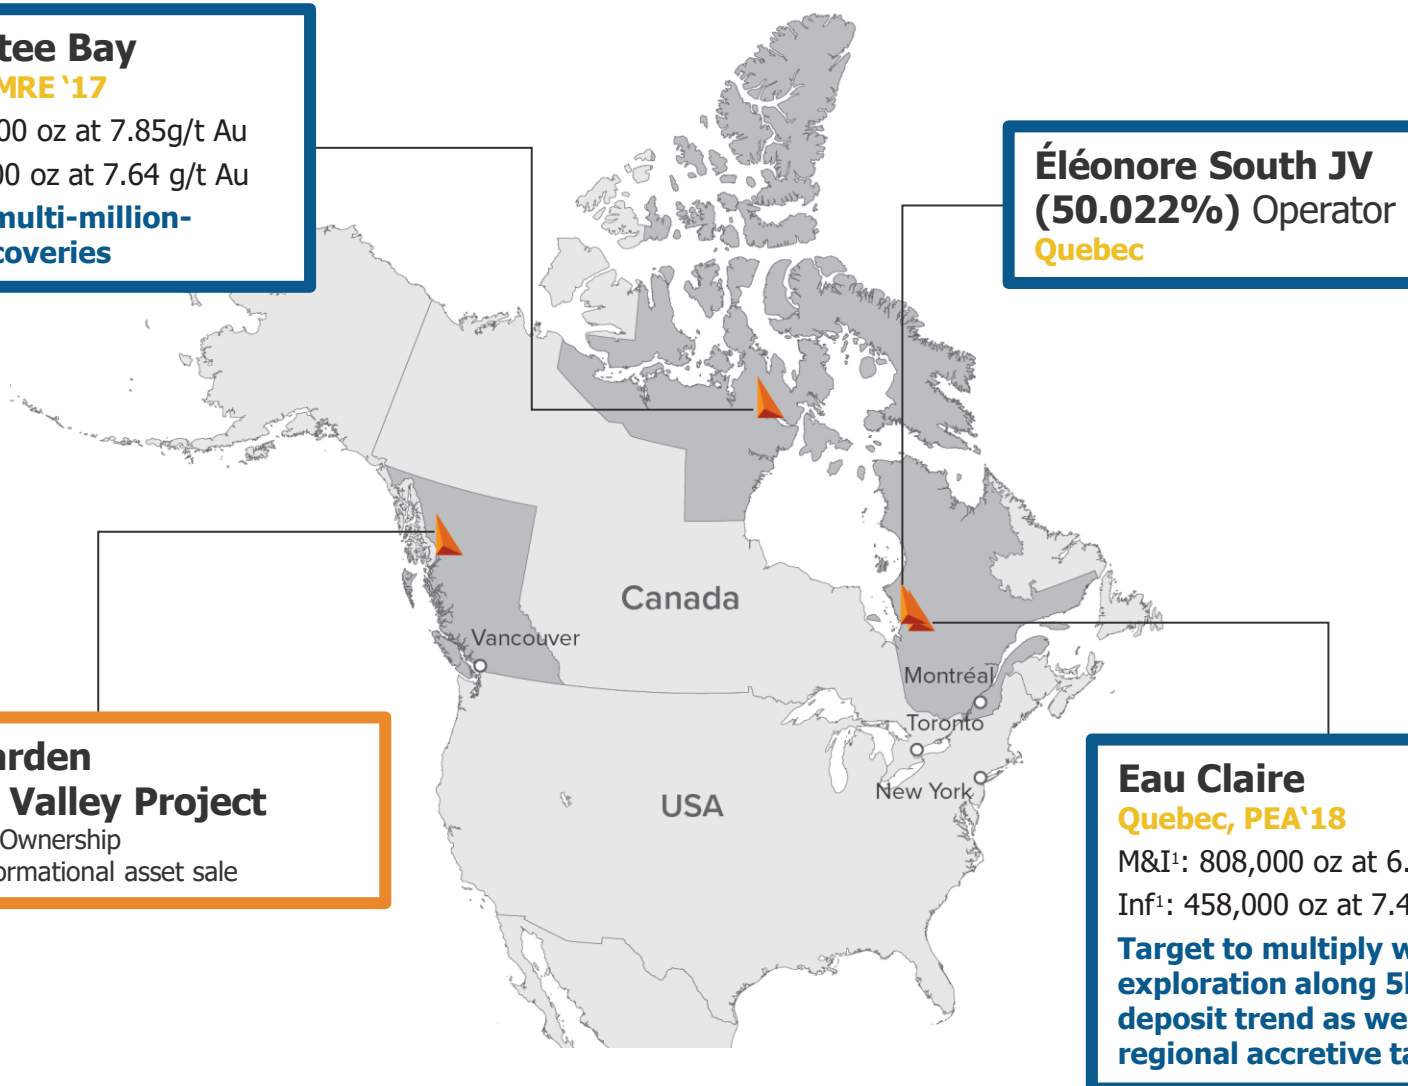 tee Bay
MRE ‘17
00 oz at 7.85g/t Au
00 oz at 7.64 g/t Au
multi-million-
coveries
Éléonore South JV
(50.022%) Operator
Quebec
Canada
Vancouver
Montréal
Toronto
New York
USA
arden
Valley Project
Ownership
ormational asset sale
Eau Claire
Quebec, PEA‘18
M&I¹: 808,000 oz at 6.
Inf¹: 458,000 oz at 7.4
Target to multiply w
exploration along 5
deposit trend as we
regional accretive ta